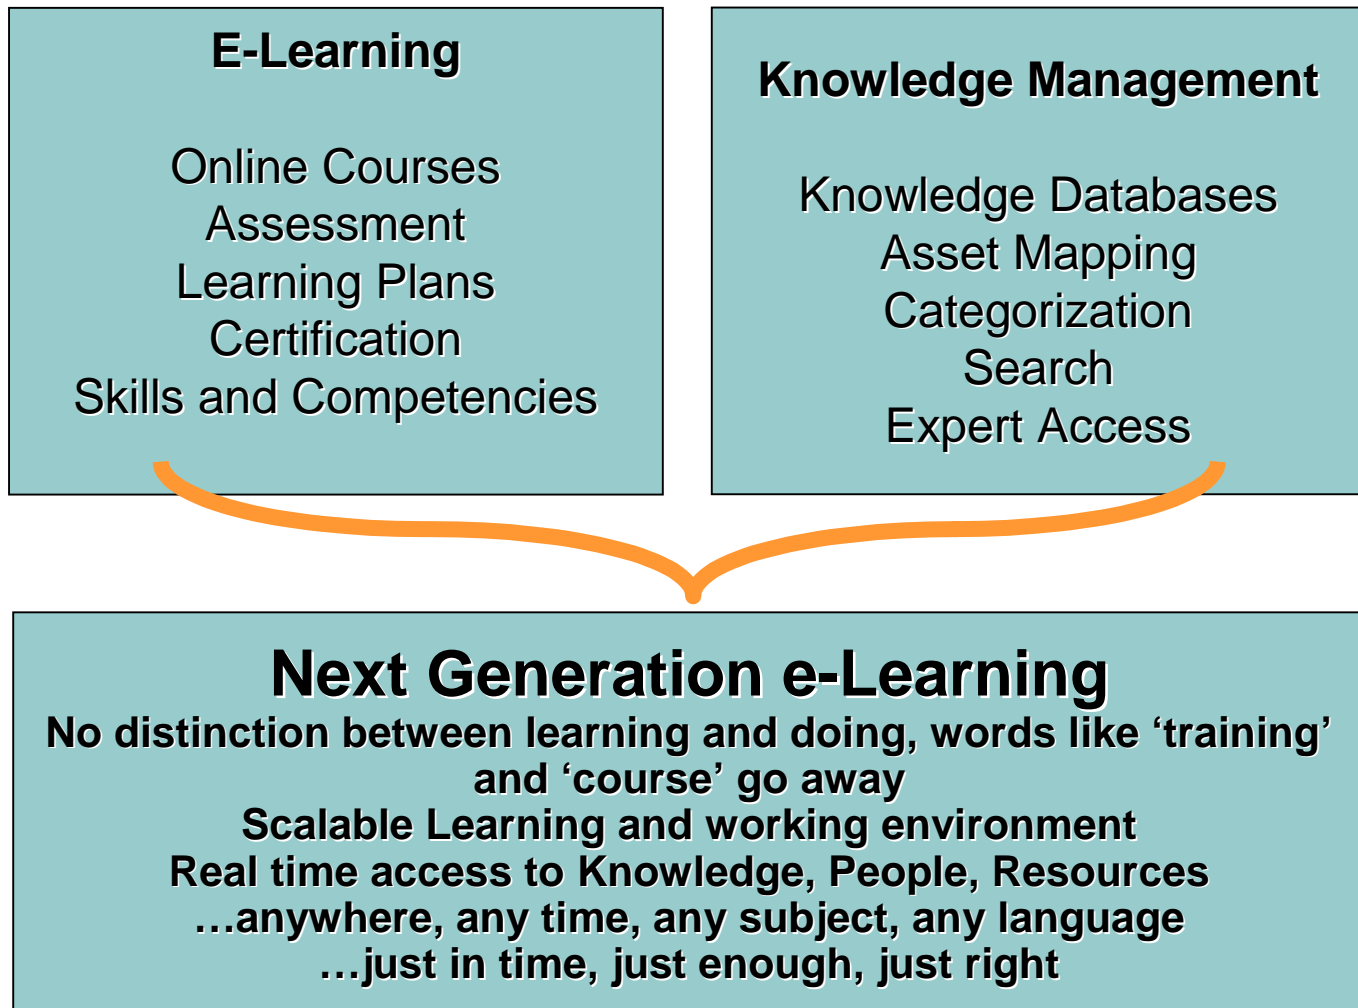 E-Learning
Online Courses
Assessment
Learning Plans
Certification
Skills and Competencies
Knowledge Management
Knowledge Databases
Asset Mapping
Categorization
Search
Expert Access
Next Generation e-Learning
No distinction between learning and doing, words like ‘training’
and ‘course’ go away
Scalable Learning and working environment
Real time access to Knowledge, People, Resources
…anywhere, any time, any subject, any language
…just in time, just enough, just right